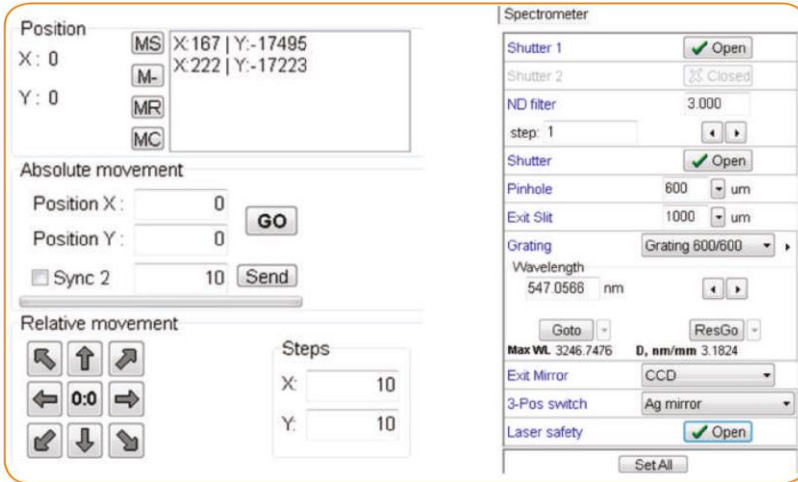 Position
X: 0
Y: 0
MS
M-
MR
MC
X:167 | Y:-17495
X:222 | Y:-17223
Absolute movement
Position X : 0
Position Y : 0
GO
Sync 2 10 Send
Relative movement
0:0
Steps
X: 10
Y: 10
Spectrometer
Shutter 1 Open
Shutter 2 Closed
ND filter 3.000
step: 1
Shutter Open
Pinhole 600 um
Exit Slit 1000 um
Grating Grating 600/600
Wavelength
547.0566 nm
Goto ResGo
Max WL 3246.7476 D, nm/mm 3.1824
Exit Mirror CCD
3-Pos switch Ag mirror
Laser safety Open
Set All